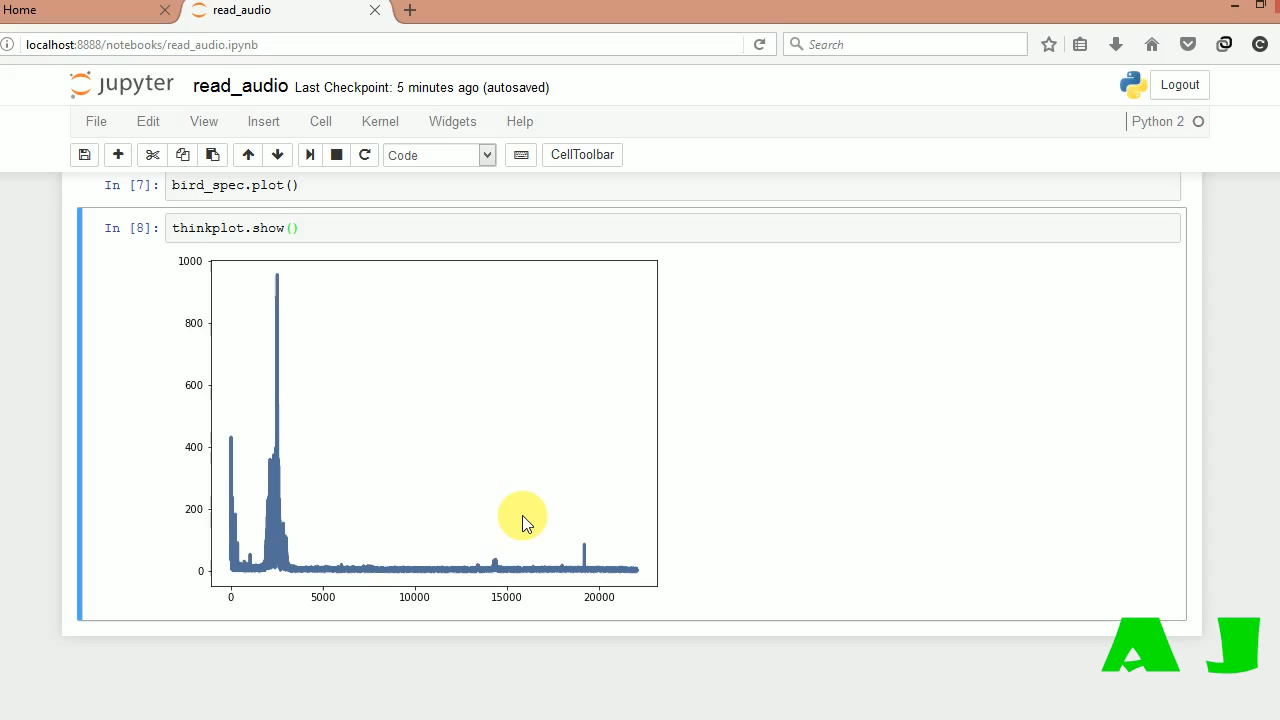 Home
read_audio
localhost:8888/notebooks/read_audio.ipynb
Search
jupyter read_audio Last Checkpoint: 5 minutes ago (autosaved)
Logout
File Edit View Insert Cell Kernel Widgets Help
Python 2
Code
CellToolbar
In [7]: bird_spec.plot()
In [8]: thinkplot.show()
1000
800
600
400
200
0
0 5000 10000 15000 20000
A J